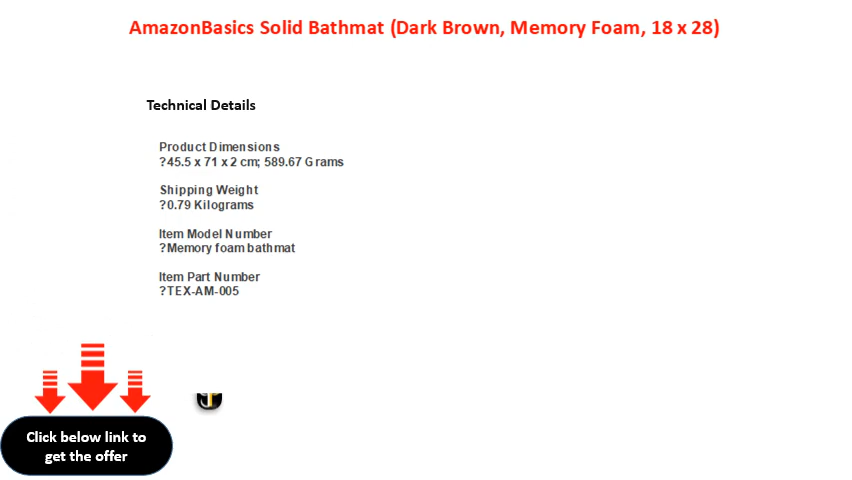 AmazonBasics Solid Bathmat (Dark Brown, Memory Foam, 18 x 28)
Technical Details
Product Dimensions
?45.5 x 71 x 2 cm; 589.67 Grams
Shipping Weight
?0.79 Kilograms
Item Model Number
?Memory foam bathmat
Item Part Number
?TEX-AM-005
Click below link to
get the offer